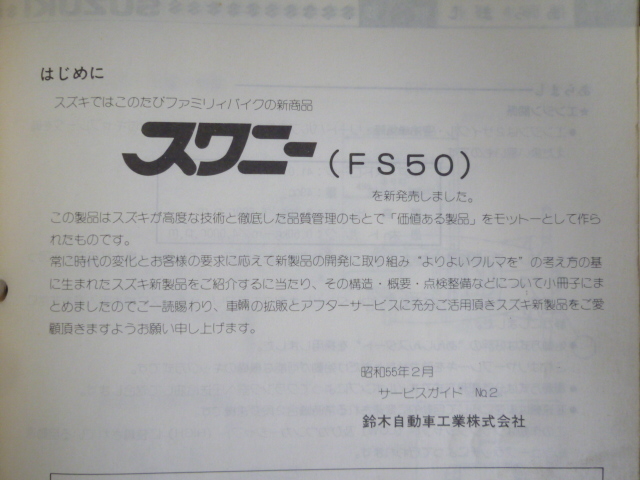 はじめに
スズキではこのたびファミリィバイクの新商品
スワニー(FS50)
を新発売しました。
この製品はスズキが高度な技術と徹底した品質管理のもとで「価値ある製品」をモットーとして作ら
れたものです。
常に時代の変化とお客様の要求に応えて新製品の開発に取り組み“よりよいクルマを”の考え方の基
に生まれたスズキ新製品をご紹介するに当たり、その構造・概要・点検整備などについて小冊子にま
とめましたのでご一読賜わり、車輛の拡販とアフターサービスに充分ご活用頂きスズキ新製品をご愛
顧頂きますようお願い申し上げます。
昭和55年2月
サービスガイド No.2
鈴木自動車工業株式会社